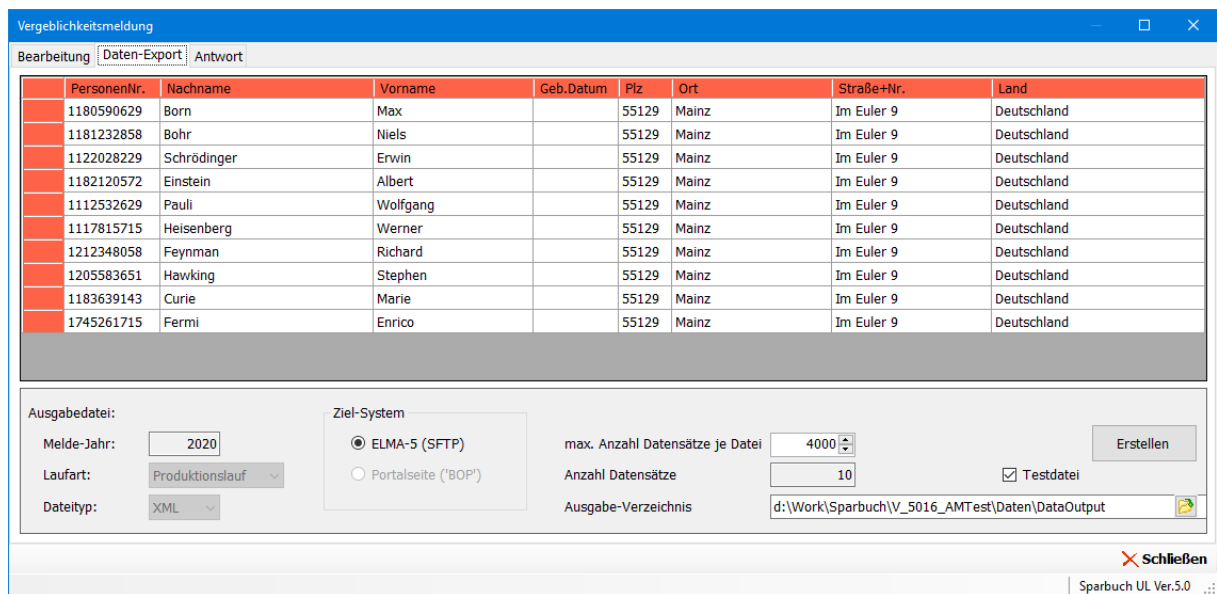 Vergeblichkeitsmeldung
Bearbeitung Daten-Export Antwort
PersonenNr. Nachname Vorname Geb.Datum Plz Ort Straße+Nr. Land
1180590629 Born Max 55129 Mainz Im Euler 9 Deutschland
1181232858 Bohr Niels 55129 Mainz Im Euler 9 Deutschland
1122028229 Schrödinger Erwin 55129 Mainz Im Euler 9 Deutschland
1182120572 Einstein Albert 55129 Mainz Im Euler 9 Deutschland
1112532629 Pauli Wolfgang 55129 Mainz Im Euler 9 Deutschland
1117815715 Heisenberg Werner 55129 Mainz Im Euler 9 Deutschland
1212348058 Feynman Richard 55129 Mainz Im Euler 9 Deutschland
1205583651 Hawking Stephen 55129 Mainz Im Euler 9 Deutschland
1183639143 Curie Marie 55129 Mainz Im Euler 9 Deutschland
1745261715 Fermi Enrico 55129 Mainz Im Euler 9 Deutschland
Ausgabedatei: Ziel-System
Melde-Jahr: 2020 ELMA-5 (SFTP) max. Anzahl Datensätze je Datei 4000 Erstellen
Laufart: Produktionslauf Portalseite ('BOP') Anzahl Datensätze 10 Testdatei
Dateityp: XML Ausgabe-Verzeichnis d:\Work\Sparbuch\V_5016_AMTest\Daten\DataOutput
Schließen
Sparbuch UL Ver.5.0